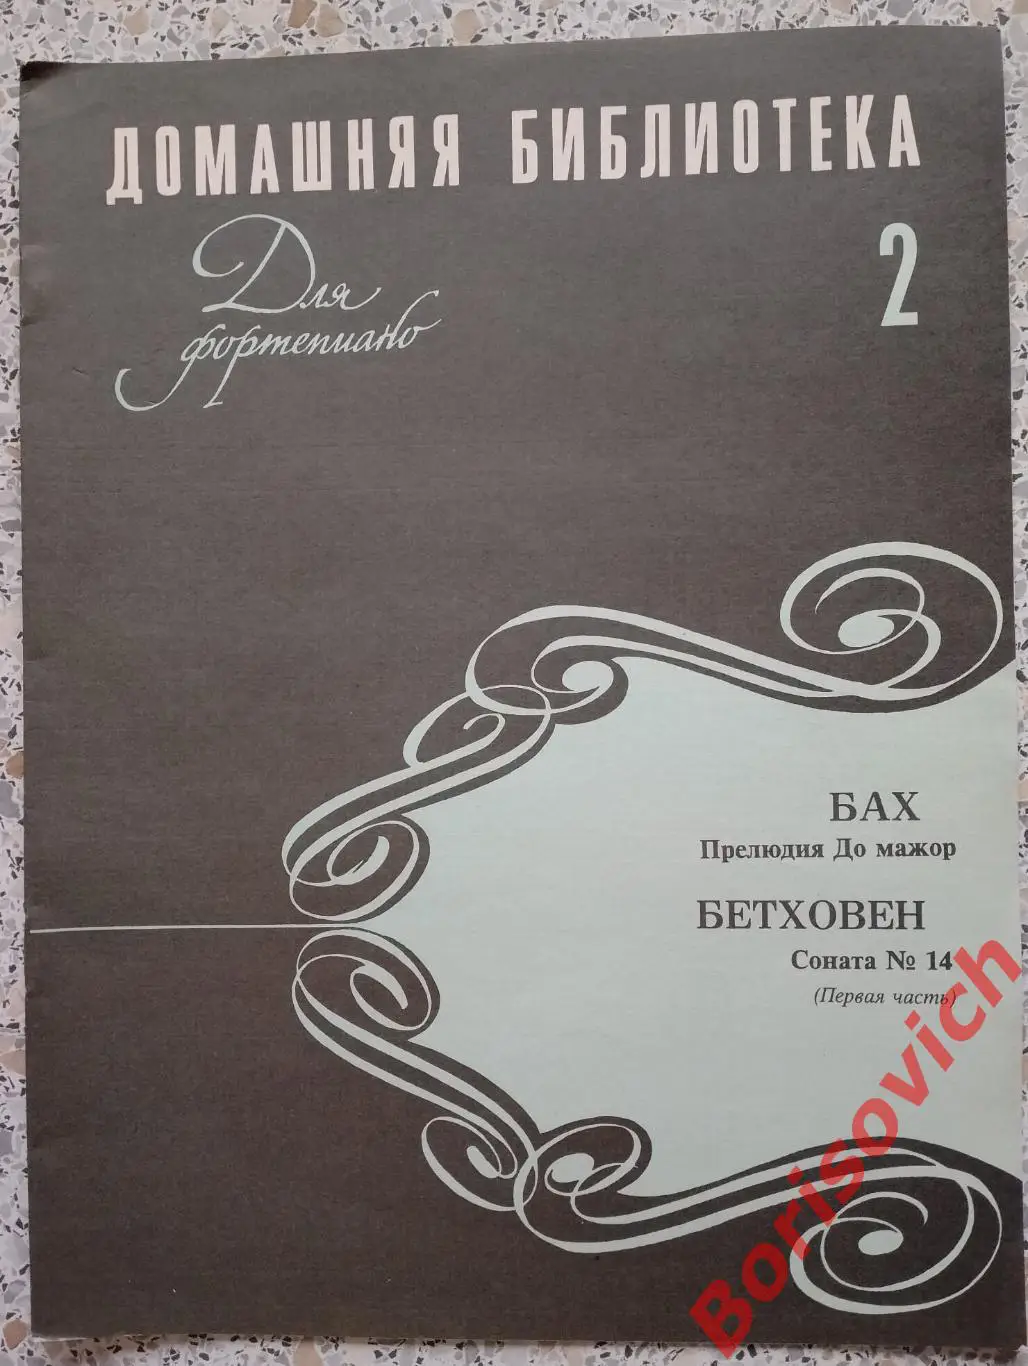 ДОМАШНЯЯ БИБЛИОТЕКА
Для
фортепиано
2
БАХ
Прелюдия До мажор
БЕТХОВЕН
Соната № 14
(Первая часть)
Borisovich